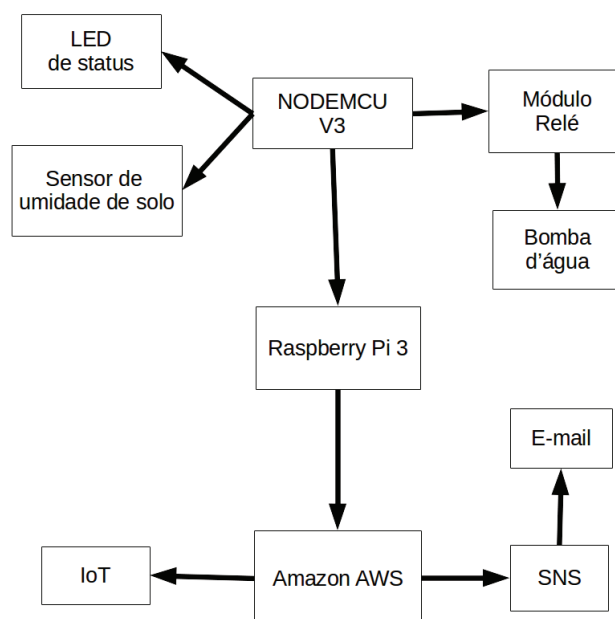 LED
de status
NODEMCU
V3
Módulo
Relé
Sensor de
umidade de solo
Bomba
d’água
Raspberry Pi 3
E-mail
IoT
Amazon AWS
SNS